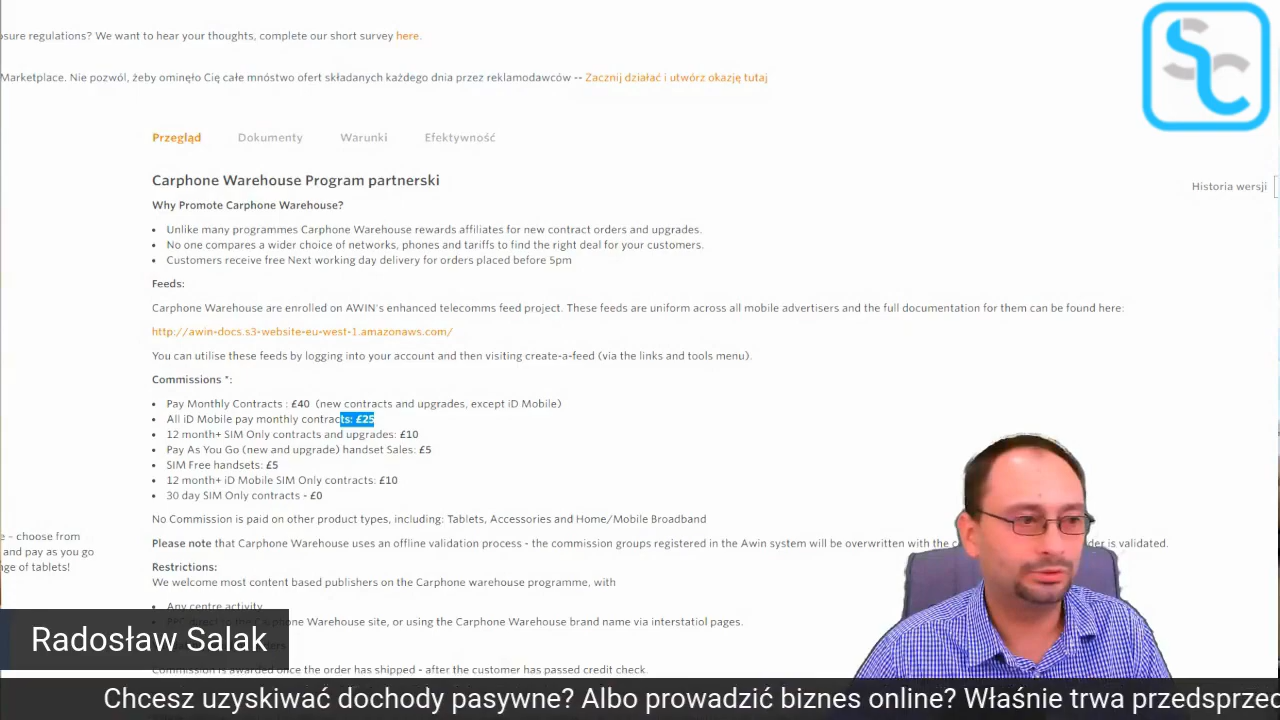 sure regulations? We want to hear your thoughts, complete our short survey here.
Marketplace. Nie pozwól, żeby ominęło Cię całe mnóstwo ofert składanych każdego dnia przez reklamodawców -- Zacznij działać i utwórz okazję tutaj
Przegląd Dokumenty Warunki Efektywność
Carphone Warehouse Program partnerski
Historia wersji
Why Promote Carphone Warehouse?
• Unlike many programmes Carphone Warehouse rewards affiliates for new contract orders and upgrades.
• No one compares a wider choice of networks, phones and tariffs to find the right deal for your customers.
• Customers receive free Next working day delivery for orders placed before 5pm
Feeds:
Carphone Warehouse are enrolled on AWIN's enhanced telecomms feed project. These feeds are uniform across all mobile advertisers and the full documentation for them can be found here:
http://awin-docs.s3-website-eu-west-1.amazonaws.com/
You can utilise these feeds by logging into your account and then visiting create-a-feed (via the links and tools menu).
Commissions *:
• Pay Monthly Contracts : £40 (new contracts and upgrades, except iD Mobile)
• All iD Mobile pay monthly contracts: £25
• 12 month+ SIM Only contracts and upgrades: £10
• Pay As You Go (new and upgrade) handset Sales: £5
• SIM Free handsets: £5
• 12 month+ iD Mobile SIM Only contracts: £10
• 30 day SIM Only contracts - £0
No Commission is paid on other product types, including: Tablets, Accessories and Home/Mobile Broadband
e – choose from
and pay as you go
nge of tablets!
Please note that Carphone Warehouse uses an offline validation process - the commission groups registered in the Awin system will be overwritten with the der is validated.
Restrictions:
We welcome most content based publishers on the Carphone warehouse programme, with
• Any centre activity
Warehouse site, or using the Carphone Warehouse brand name via interstatiol pages.
Commission is awarded once the order has shipped - after the customer has passed credit check.
Radosław Salak
Chcesz uzyskiwać dochody pasywne? Albo prowadzić biznes online? Właśnie trwa przedsprzed